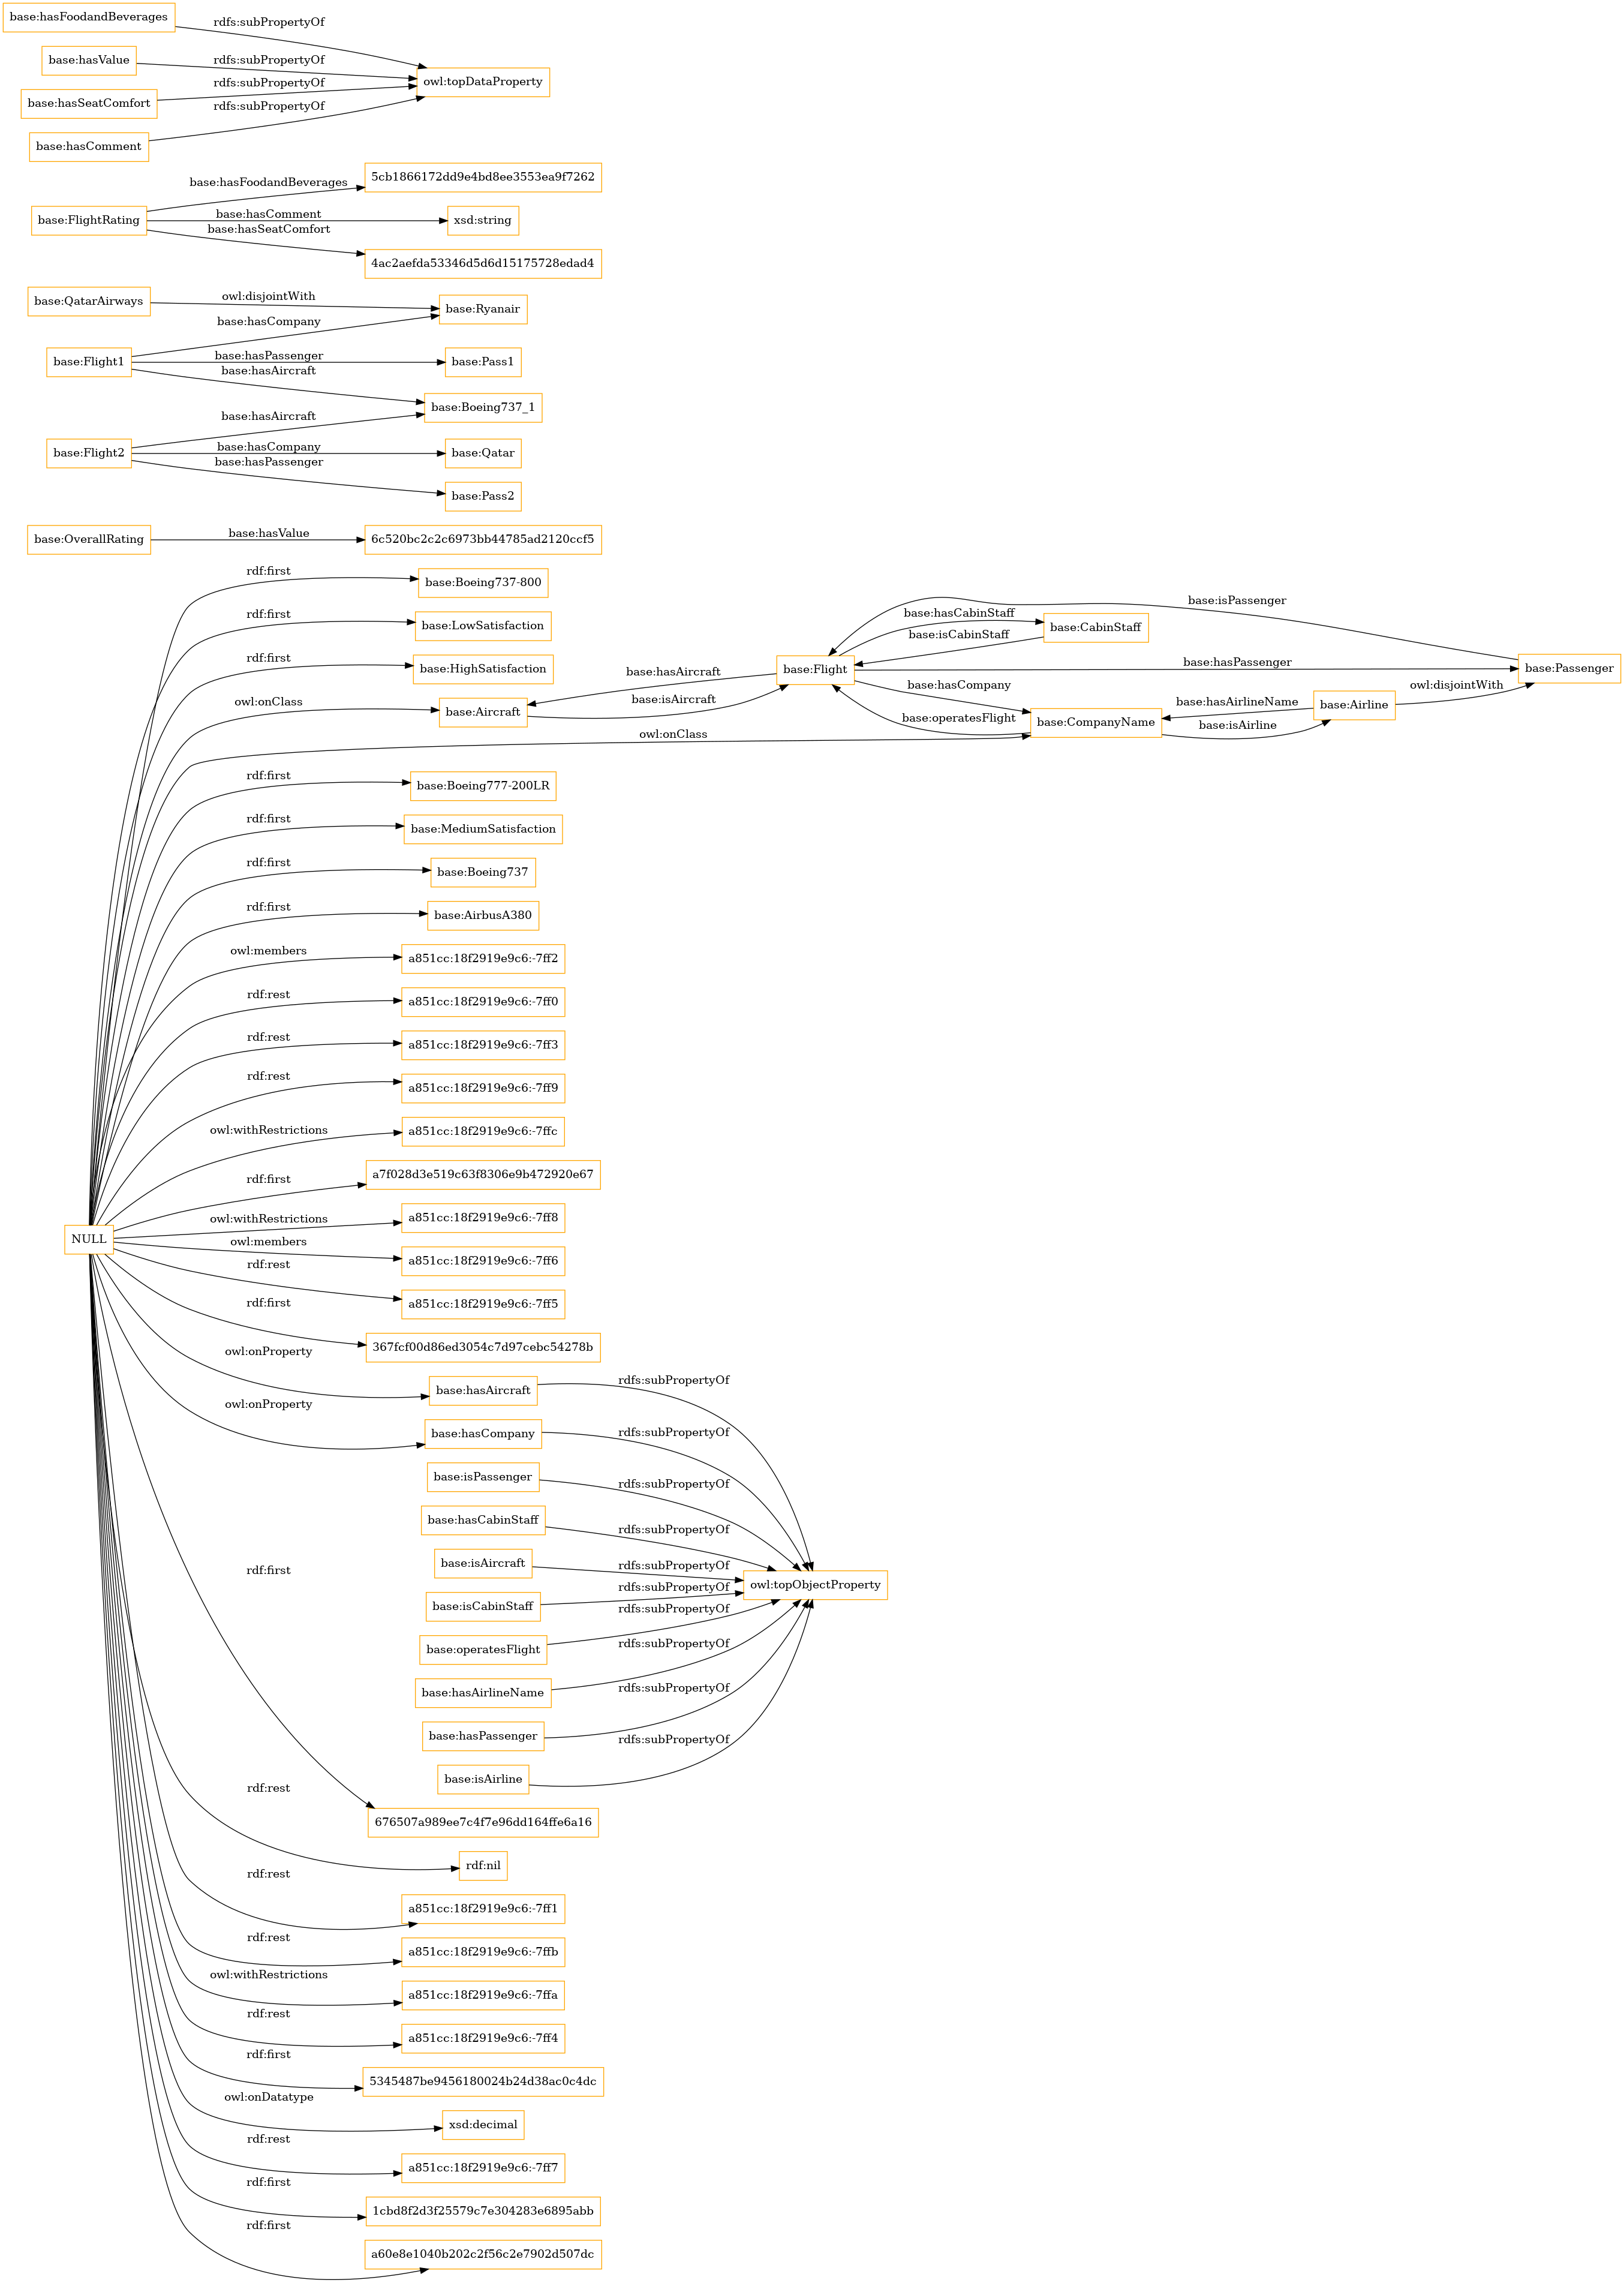 base:hasFoodandBeverages
rdfs:subPropertyOf
base:hasValue
rdfs:subPropertyOf
owl:topDataProperty
base:hasSeatComfort
rdfs:subPropertyOf
base:hasComment
rdfs:subPropertyOf
base:FlightRating
base:hasFoodandBeverages
5cb1866172dd9e4bd8ee3553ea9f7262
base:hasComment
xsd:string
base:hasSeatComfort
4ac2aefda53346d5d6d15175728edad4
base:QatarAirways
owl:disjointWith
base:Ryanair
base:hasCompany
base:Flight1
base:hasPassenger
base:Pass1
base:hasAircraft
base:Boeing737_1
base:hasAircraft
base:Flight2
base:hasCompany
base:Qatar
base:hasPassenger
base:Pass2
base:OverallRating
base:hasValue
6c520bc2c2c6973bb44785ad2120ccf5
rdf:first
base:Boeing737-800
rdf:first
base:LowSatisfaction
rdf:first
base:HighSatisfaction
owl:onClass
base:Aircraft
base:hasAircraft
base:isAircraft
base:Flight
base:hasCabinStaff
base:CabinStaff
base:isCabinStaff
base:isPassenger
base:hasPassenger
base:Passenger
base:hasCompany
base:operatesFlight
base:CompanyName
base:hasAirlineName
base:isAirline
base:Airline
owl:disjointWith
owl:onClass
rdf:first
base:Boeing777-200LR
rdf:first
base:MediumSatisfaction
rdf:first
base:Boeing737
rdf:first
base:AirbusA380
owl:members
a851cc:18f2919e9c6:-7ff2
rdf:rest
a851cc:18f2919e9c6:-7ff0
rdf:rest
a851cc:18f2919e9c6:-7ff3
rdf:rest
a851cc:18f2919e9c6:-7ff9
owl:withRestrictions
a851cc:18f2919e9c6:-7ffc
rdf:first
a7f028d3e519c63f8306e9b472920e67
NULL
owl:withRestrictions
a851cc:18f2919e9c6:-7ff8
owl:members
a851cc:18f2919e9c6:-7ff6
rdf:rest
a851cc:18f2919e9c6:-7ff5
rdf:first
367fcf00d86ed3054c7d97cebc54278b
owl:onProperty
base:hasAircraft
rdfs:subPropertyOf
owl:onProperty
base:hasCompany
rdfs:subPropertyOf
base:isPassenger
rdfs:subPropertyOf
base:hasCabinStaff
rdfs:subPropertyOf
base:isAircraft
rdfs:subPropertyOf
owl:topObjectProperty
base:isCabinStaff
rdfs:subPropertyOf
base:operatesFlight
rdfs:subPropertyOf
base:hasAirlineName
rdfs:subPropertyOf
base:hasPassenger
rdfs:subPropertyOf
base:isAirline
rdfs:subPropertyOf
rdf:first
676507a989ee7c4f7e96dd164ffe6a16
rdf:rest
rdf:nil
rdf:rest
a851cc:18f2919e9c6:-7ff1
rdf:rest
a851cc:18f2919e9c6:-7ffb
owl:withRestrictions
a851cc:18f2919e9c6:-7ffa
rdf:rest
a851cc:18f2919e9c6:-7ff4
rdf:first
5345487be9456180024b24d38ac0c4dc
owl:onDatatype
xsd:decimal
rdf:rest
a851cc:18f2919e9c6:-7ff7
rdf:first
1cbd8f2d3f25579c7e304283e6895abb
rdf:first
a60e8e1040b202c2f56c2e7902d507dc